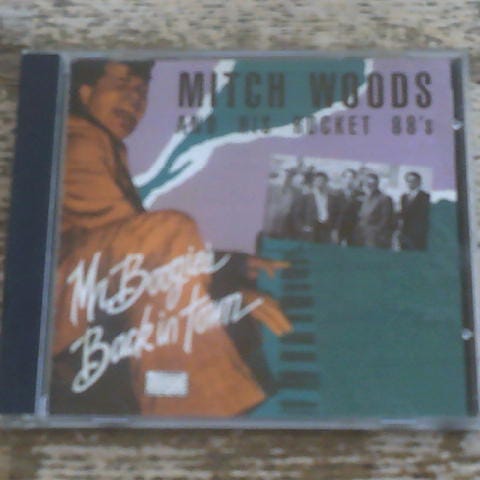 MITCH WOODS
AND HIS ROCKET 88's
Mr. Boogie's
Back in Town